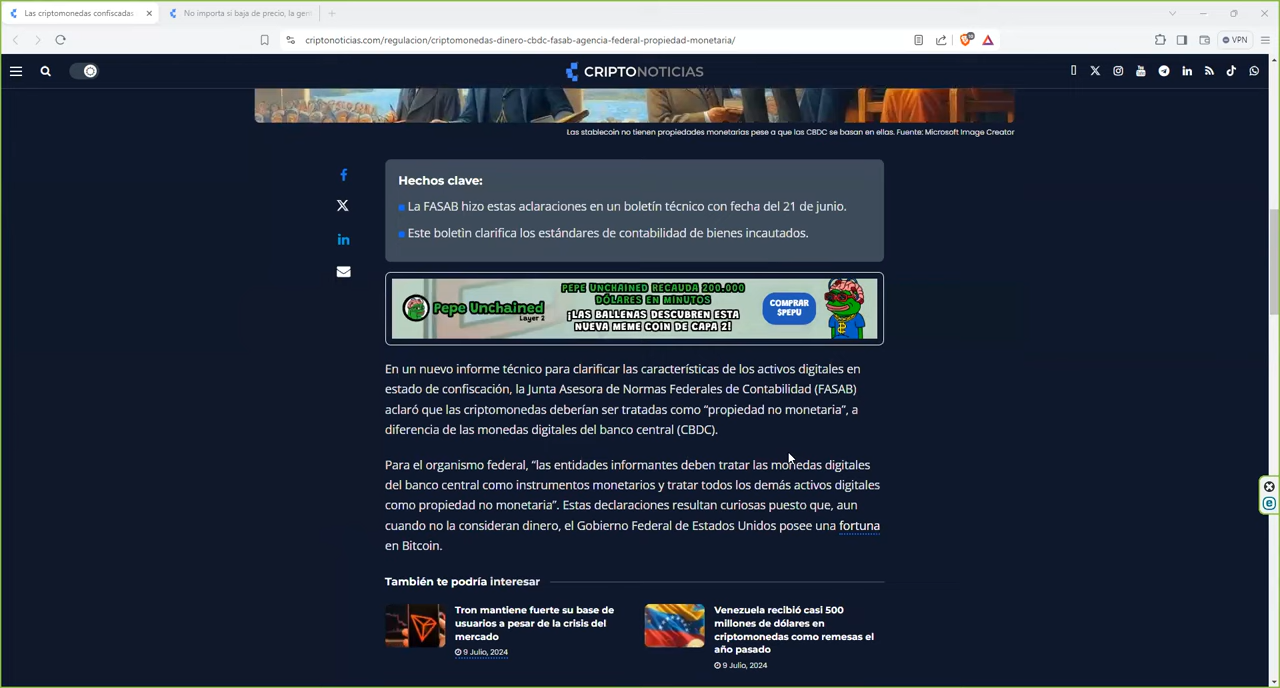 Las criptomonedas confiscadas
No importa si baja de precio, la gen
criptonoticias.com/regulacion/criptomonedas-dinero-cbdc-fasab-agencia-federal-propiedad-monetaria/
VPN
CRIPTONOTICIAS
Las stablecoin no tienen propiedades monetarias pese a que las CBDC se basan en ellas. Fuente: Microsoft Image Creator
Hechos clave:
La FASAB hizo estas aclaraciones en un boletín técnico con fecha del 21 de junio.
Este boletín clarifica los estándares de contabilidad de bienes incautados.
Pepe Unchained
Layer 2
PEPE UNCHAINED RECAUDA 200.000
DÓLARES EN MINUTOS
¡LAS BALLENAS DESCUBREN ESTA
NUEVA MEME COIN DE CAPA 2!
COMPRAR
$PEPU
En un nuevo informe técnico para clarificar las características de los activos digitales en
estado de confiscación, la Junta Asesora de Normas Federales de Contabilidad (FASAB)
aclaró que las criptomonedas deberían ser tratadas como “propiedad no monetaria”, a
diferencia de las monedas digitales del banco central (CBDC).
Para el organismo federal, “las entidades informantes deben tratar las monedas digitales
del banco central como instrumentos monetarios y tratar todos los demás activos digitales
como propiedad no monetaria”. Estas declaraciones resultan curiosas puesto que, aun
cuando no la consideran dinero, el Gobierno Federal de Estados Unidos posee una fortuna
en Bitcoin.
También te podría interesar
Tron mantiene fuerte su base de
usuarios a pesar de la crisis del
mercado
9 Julio, 2024
Venezuela recibió casi 500
millones de dólares en
criptomonedas como remesas el
año pasado
9 Julio, 2024